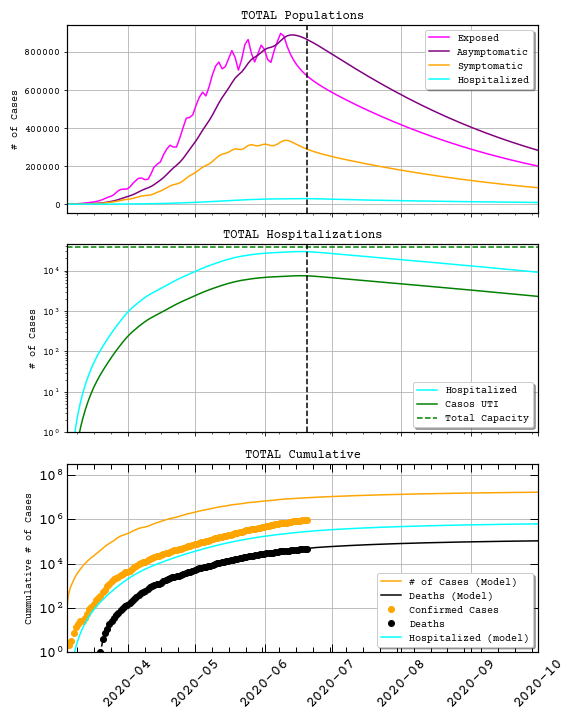 TOTAL Populations
# of Cases
800000
600000
400000
200000
0
Exposed
Asymptomatic
Symptomatic
Hospitalized
TOTAL Hospitalizations
# of Cases
10⁴
10³
10²
10¹
10⁰
Hospitalized
Casos UTI
Total Capacity
TOTAL Cumulative
Cummulative # of Cases
10⁸
10⁶
10⁴
10²
10⁰
# of Cases (Model)
Deaths (Model)
Confirmed Cases
Deaths
Hospitalized (model)
2020-04
2020-05
2020-06
2020-07
2020-08
2020-09
2020-10